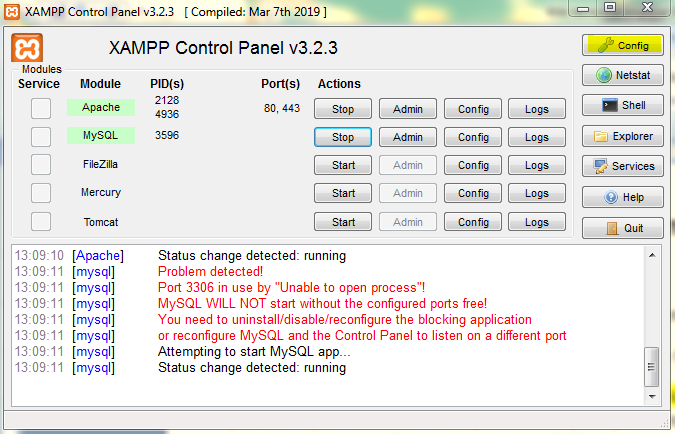 XAMPP Control Panel v3.2.3 [ Compiled: Mar 7th 2019 ]
XAMPP Control Panel v3.2.3
Config
Modules
Service Module PID(s) Port(s) Actions
Netstat
Apache 2128 4936 80, 443 Stop Admin Config Logs
Shell
MySQL 3596 Stop Admin Config Logs
Explorer
FileZilla Start Admin Config Logs
Services
Mercury Start Admin Config Logs
Help
Tomcat Start Admin Config Logs
Quit
13:09:10 [Apache] Status change detected: running
13:09:11 [mysql] Problem detected!
13:09:11 [mysql] Port 3306 in use by "Unable to open process"!
13:09:11 [mysql] MySQL WILL NOT start without the configured ports free!
13:09:11 [mysql] You need to uninstall/disable/reconfigure the blocking application
13:09:11 [mysql] or reconfigure MySQL and the Control Panel to listen on a different port
13:09:11 [mysql] Attempting to start MySQL app...
13:09:11 [mysql] Status change detected: running